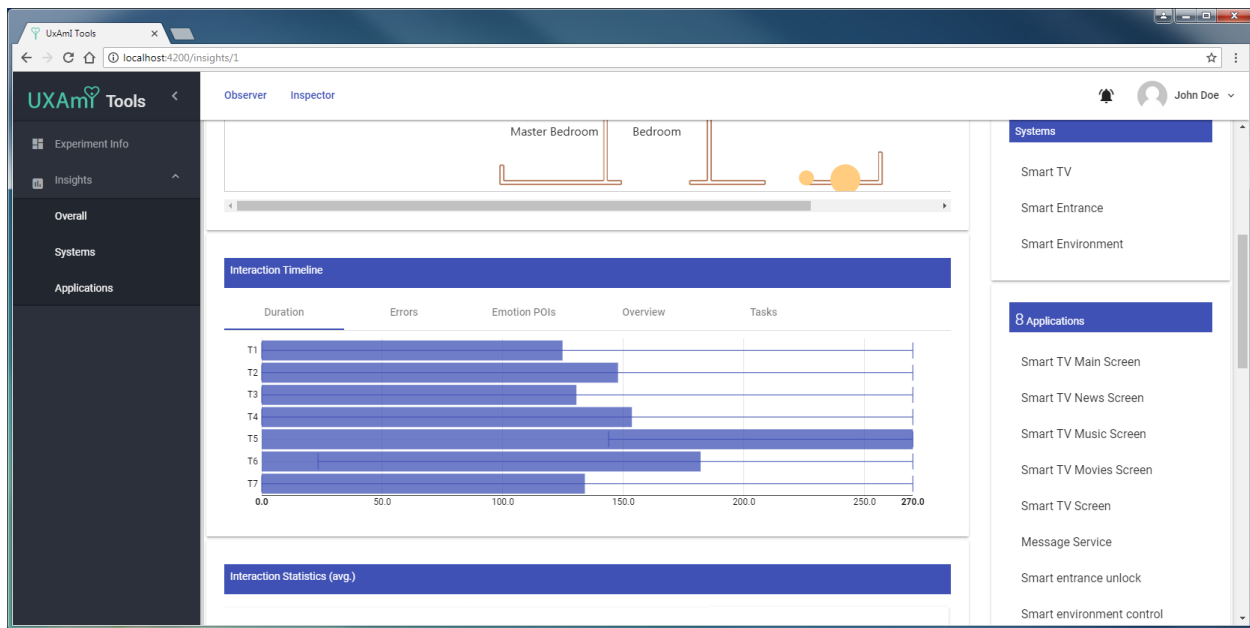 UxAmI Tools
localhost:4200/insights/1
UXAmI Tools
Observer Inspector
John Doe
Experiment Info
Insights
Overall
Systems
Applications
Master Bedroom Bedroom
Interaction Timeline
Duration Errors Emotion POIs Overview Tasks
T1
T2
T3
T4
T5
T6
T7
0.0 50.0 100.0 150.0 200.0 250.0 270.0
Interaction Statistics (avg.)
Systems
Smart TV
Smart Entrance
Smart Environment
8 Applications
Smart TV Main Screen
Smart TV News Screen
Smart TV Music Screen
Smart TV Movies Screen
Smart TV Screen
Message Service
Smart entrance unlock
Smart environment control